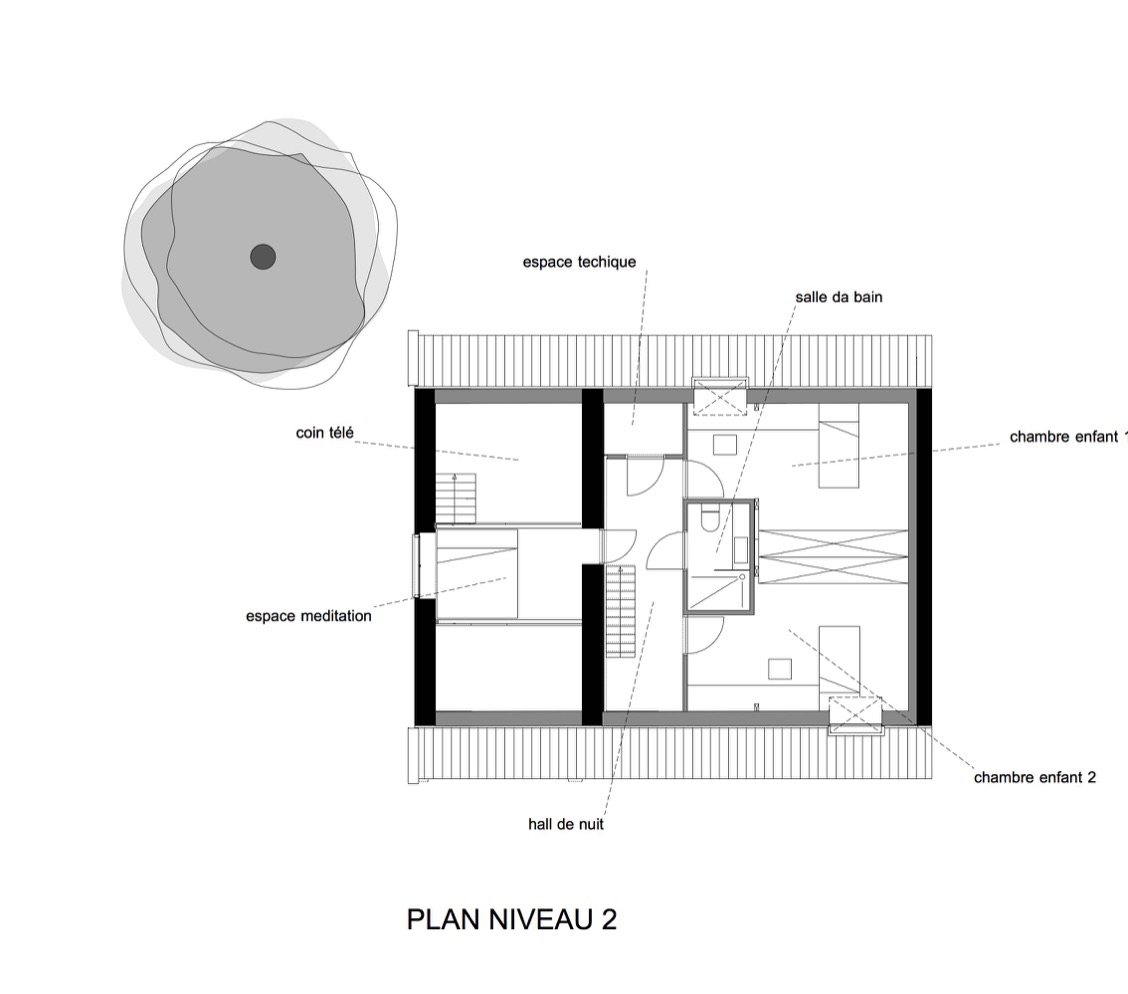 espace techique
salle da bain
coin télé
chambre enfant 1
espace meditation
chambre enfant 2
hall de nuit
PLAN NIVEAU 2